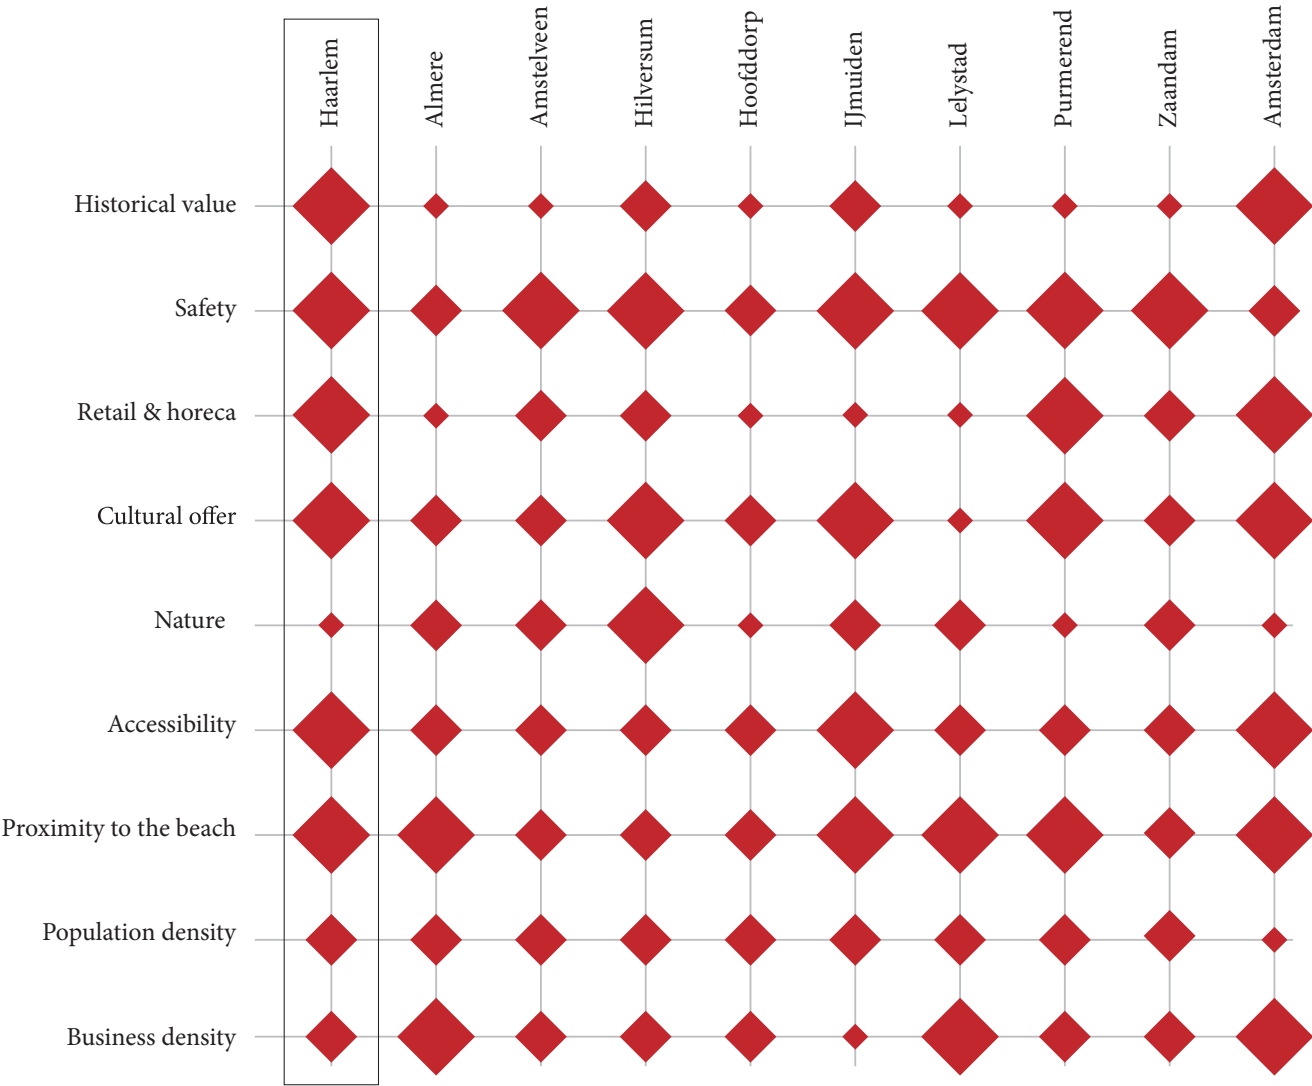 Haarlem
Almere
Amstelveen
Hilversum
Hoofddorp
IJmuiden
Lelystad
Purmerend
Zaandam
Amsterdam
Historical value
Safety
Retail & horeca
Cultural offer
Nature
Accessibility
Proximity to the beach
Population density
Business density